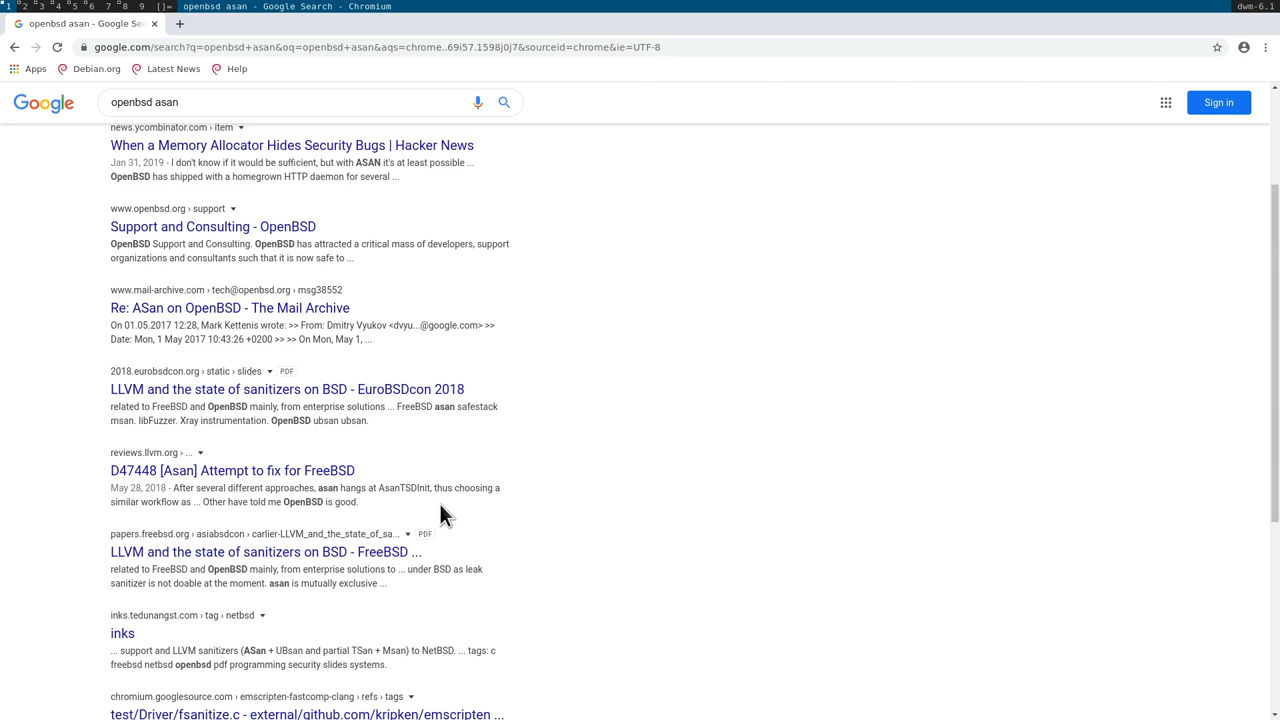 1 2 3 4 5 6 7 8 9 []= openbsd asan - Google Search - Chromium dwm-6.1
openbsd asan - Google Se
google.com/search?q=openbsd+asan&oq=openbsd+asan&aqs=chrome..69i57.1598j0j7&sourceid=chrome&ie=UTF-8
Apps Debian.org Latest News Help
Google openbsd asan Sign in
news.ycombinator.com › item
When a Memory Allocator Hides Security Bugs | Hacker News
Jan 31, 2019 - I don't know if it would be sufficient, but with ASAN it's at least possible ...
OpenBSD has shipped with a homegrown HTTP daemon for several ...
www.openbsd.org › support
Support and Consulting - OpenBSD
OpenBSD Support and Consulting. OpenBSD has attracted a critical mass of developers, support
organizations and consultants such that it is now safe to ...
www.mail-archive.com › tech@openbsd.org › msg38552
Re: ASan on OpenBSD - The Mail Archive
On 01.05.2017 12:28, Mark Kettenis wrote: >> From: Dmitry Vyukov <dvyu...@google.com> >>
Date: Mon, 1 May 2017 10:43:26 +0200 >> >> On Mon, May 1, ...
2018.eurobsdcon.org › static › slides PDF
LLVM and the state of sanitizers on BSD - EuroBSDcon 2018
related to FreeBSD and OpenBSD mainly, from enterprise solutions ... FreeBSD asan safestack
msan. libFuzzer. Xray instrumentation. OpenBSD ubsan ubsan.
reviews.llvm.org › ...
D47448 [Asan] Attempt to fix for FreeBSD
May 28, 2018 - After several different approaches, asan hangs at AsanTSDInit, thus choosing a
similar workflow as ... Other have told me OpenBSD is good.
papers.freebsd.org › asiabsdcon › carlier-LLVM_and_the_state_of_sa... PDF
LLVM and the state of sanitizers on BSD - FreeBSD ...
related to FreeBSD and OpenBSD mainly, from enterprise solutions to ... under BSD as leak
sanitizer is not doable at the moment. asan is mutually exclusive ...
inks.tedunangst.com › tag › netbsd
inks
... support and LLVM sanitizers (ASan + UBsan and partial TSan + Msan) to NetBSD. ... tags: c
freebsd netbsd openbsd pdf programming security slides systems.
chromium.googlesource.com › emscripten-fastcomp-clang › refs › tags
test/Driver/fsanitize.c - external/github.com/kripken/emscripten ...